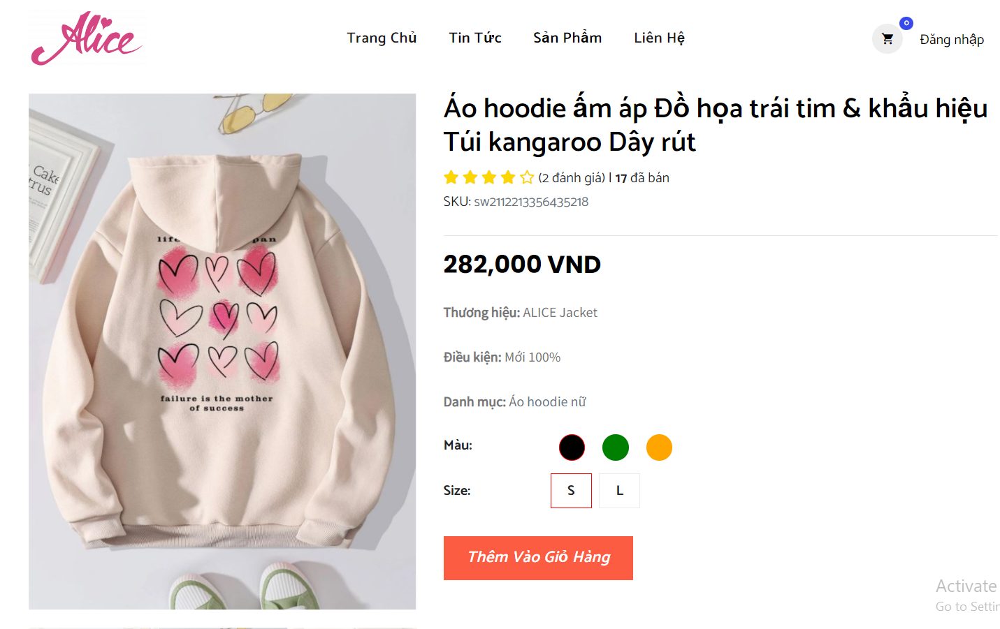 Alice
Trang Chủ
Tin Tức
Sản Phẩm
Liên Hệ
0
Đăng nhập
Cake
trus
life
pan
failure is the mother
of success
Áo hoodie ấm áp Đồ họa trái tim & khẩu hiệu
Túi kangaroo Dây rút
(2 đánh giá) | 17 đã bán
SKU: sw2112213356435218
282,000 VND
Thương hiệu: ALICE Jacket
Điều kiện: Mới 100%
Danh mục: Áo hoodie nữ
Màu:
Size:
S
L
Thêm Vào Giỏ Hàng
Activate
Go to Settin